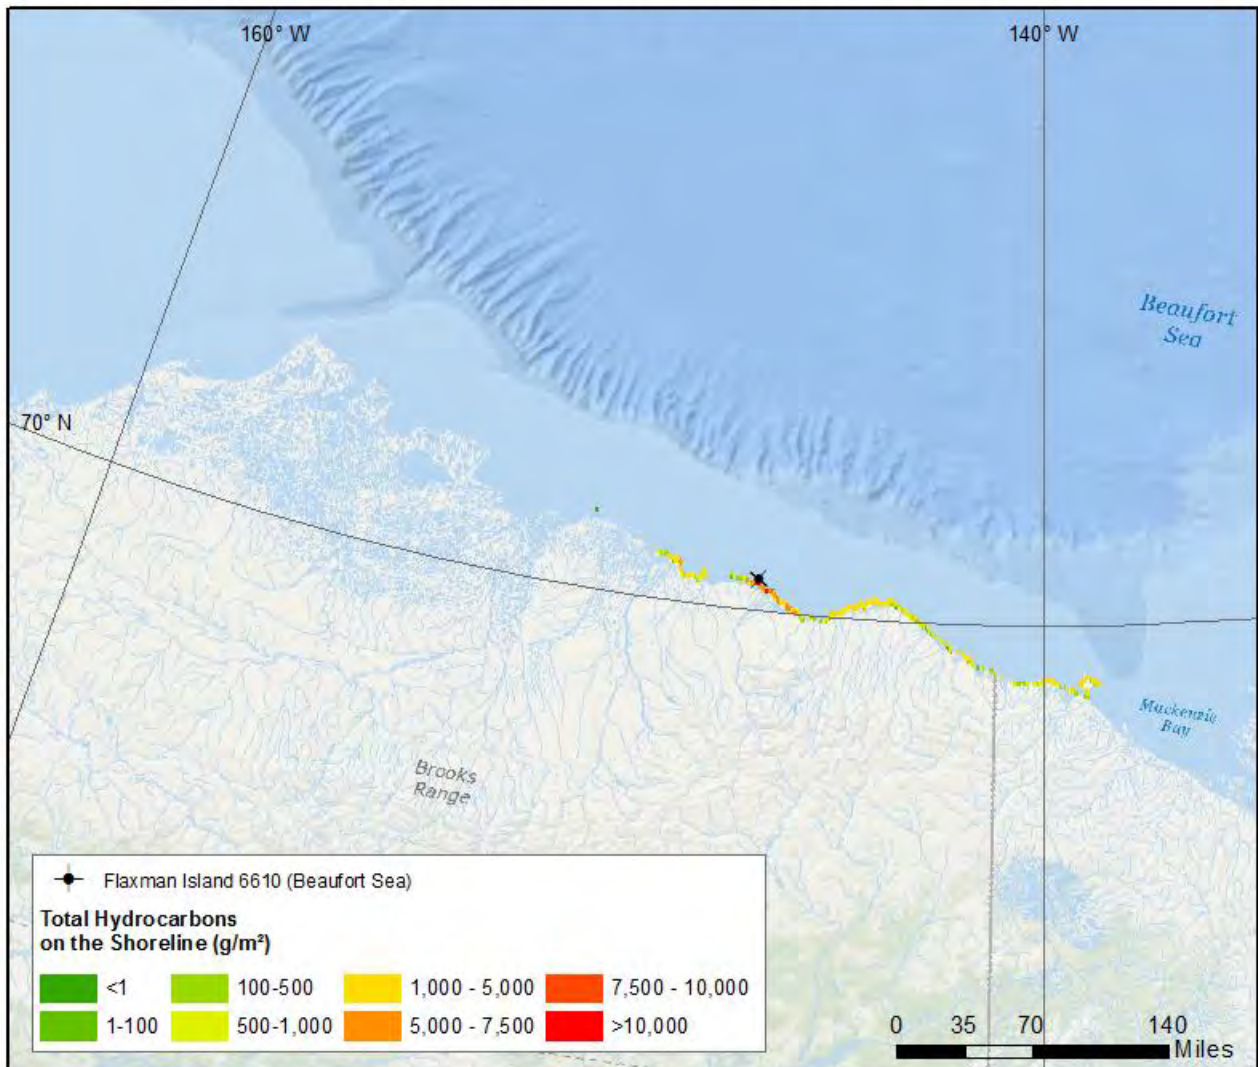 160° W
140° W
Beaufort
Sea
70° N
Mackenzie
Bay
Brooks
Range
Flaxman Island 6610 (Beaufort Sea)
Total Hydrocarbons
on the Shoreline (g/m²)
<1
100-500
1,000 - 5,000
7,500 - 10,000
1-100
500-1,000
5,000 - 7,500
>10,000
0 35 70 140
Miles